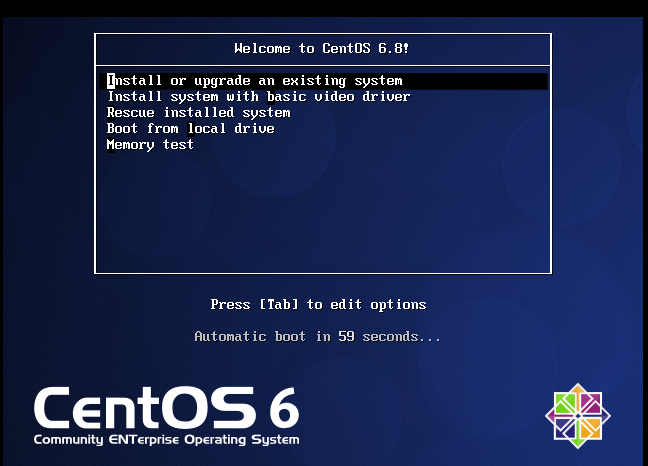 Welcome to CentOS 6.8!
Install or upgrade an existing system
Install system with basic video driver
Rescue installed system
Boot from local drive
Memory test
Press [Tab] to edit options
Automatic boot in 59 seconds...
CentOS 6
Community ENTerprise Operating System